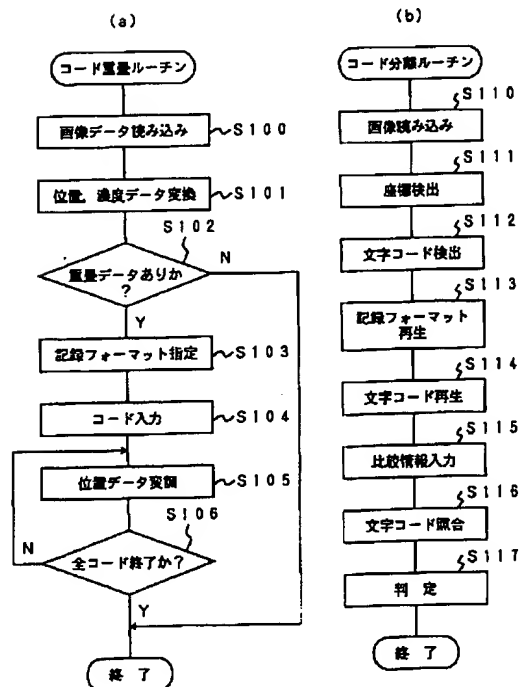 (a)
コード重畳ルーチン
画像データ読み込み
S100
位置,濃度データ変換
S101
S102
重畳データありか
?
N
Y
記録フォーマット指定
S103
コード入力
S104
位置データ変調
S105
S106
全コード終了か?
N
Y
終 了
(b)
コード分離ルーチン
S110
画像読み込み
S111
座標検出
S112
文字コード検出
S113
記録フォーマット
再生
S114
文字コード再生
S115
比較情報入力
S116
文字コード照合
S117
判 定
終 了